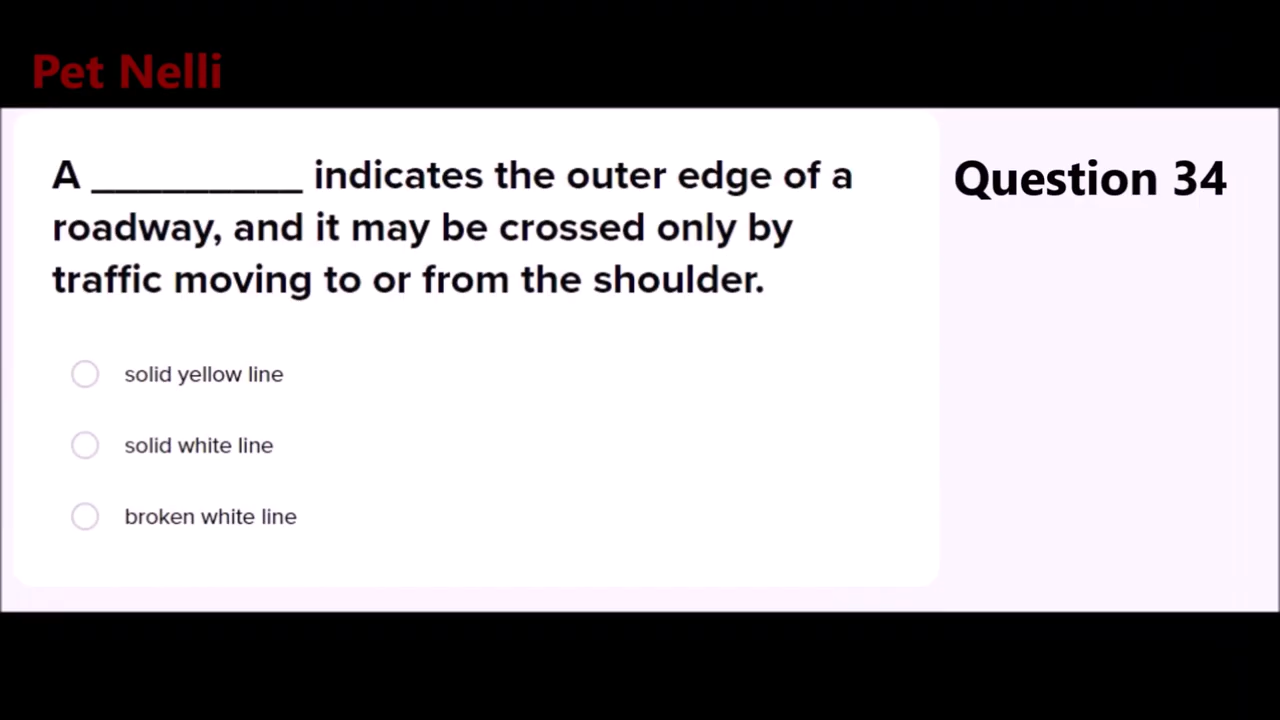 Pet Nelli
A __________ indicates the outer edge of a
roadway, and it may be crossed only by
traffic moving to or from the shoulder.
Question 34
solid yellow line
solid white line
broken white line